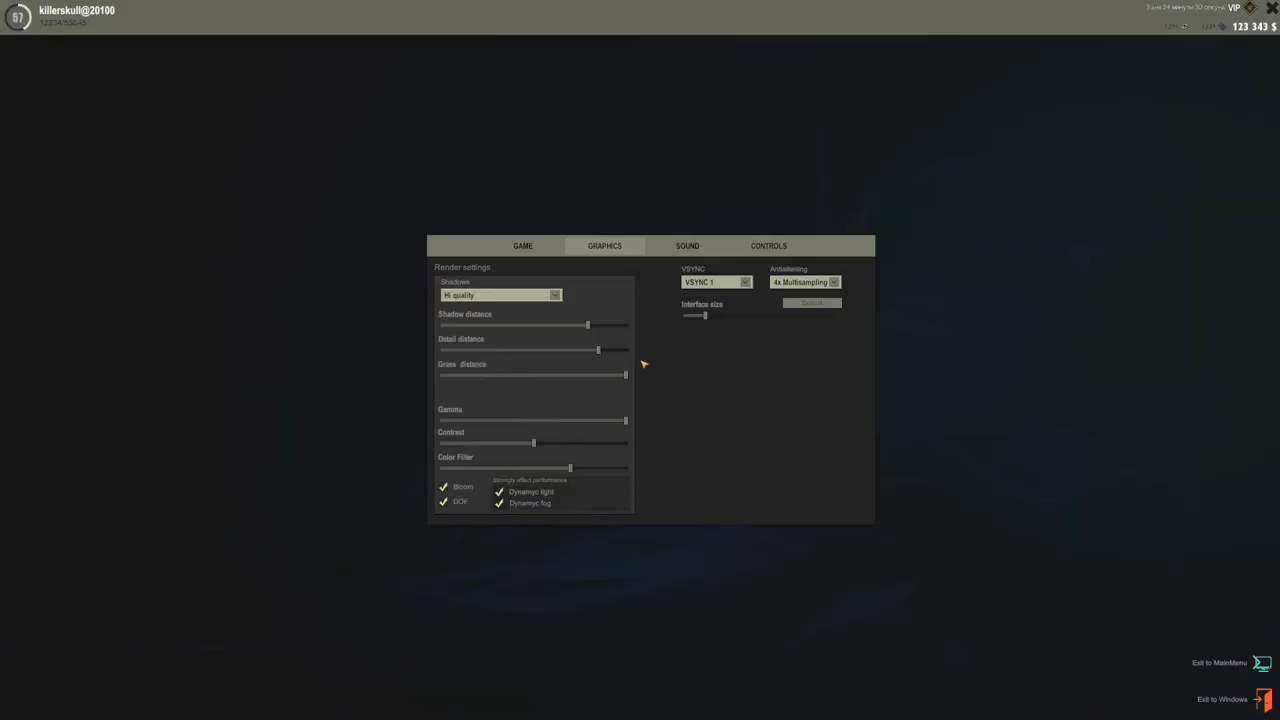 57
killerskull@20100
VIP
123 343 $
GAME
GRAPHICS
SOUND
CONTROLS
Render settings
Shadows
Hi quality
Shadow distance
Detail distance
Grass distance
Gamma
Contrast
Color Filter
Bloom
DOF
Strongly affect performance
Dynamyc light
Dynamyc fog
VSYNC
VSYNC 1
Antialiasing
4x Multisampling
Interface size
Default
Exit to MainMenu
Exit to Windows